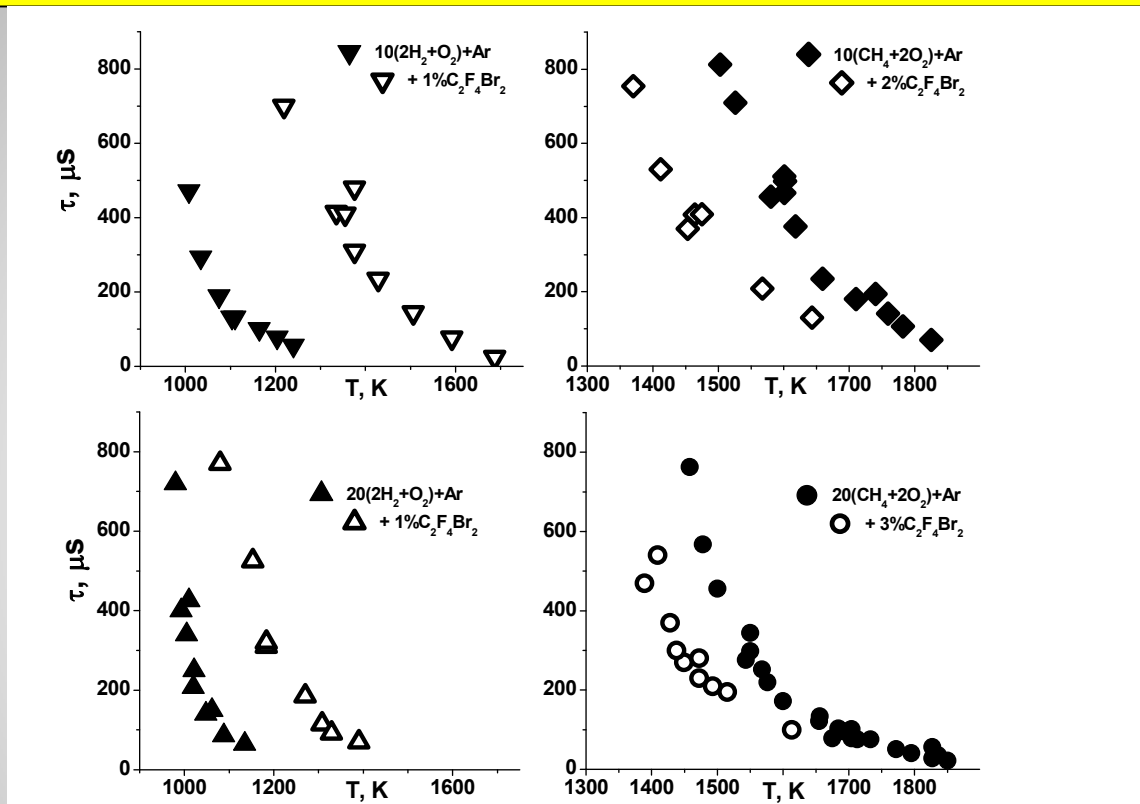 10(2H₂+O₂)+Ar
+ 1%C₂F₄Br₂
800
600
400
200
0
τ, μs
1000 1200 1600
T, K
10(CH₄+2O₂)+Ar
+ 2%C₂F₄Br₂
800
600
400
200
0
1300 1400 1500 1600 1700 1800
T, K
20(2H₂+O₂)+Ar
+ 1%C₂F₄Br₂
800
600
400
200
0
τ, μs
1000 1200 1600
T, K
20(CH₄+2O₂)+Ar
+ 3%C₂F₄Br₂
800
600
400
200
0
1300 1400 1500 1600 1700 1800
T, K